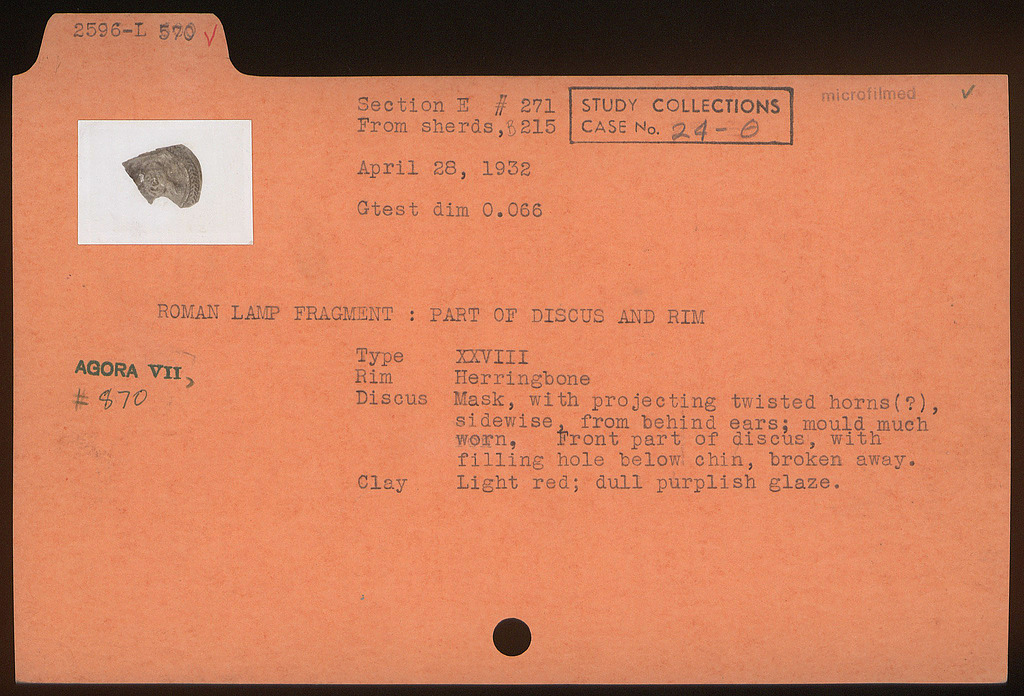 2596-L 570 ✓
Section E # 271
From sherds, 215
April 28, 1932
Gtest dim 0.066
STUDY COLLECTIONS
CASE No. 24-
microfilmed ✓
ROMAN LAMP FRAGMENT : PART OF DISCUS AND RIM
AGORA VII,
# 870
Type XXVIII
Rim Herringbone
Discus Mask, with projecting twisted horns(?),
sidewise, from behind ears; mould much
worn, Front part of discus, with
filling hole below chin, broken away.
Clay Light red; dull purplish glaze.